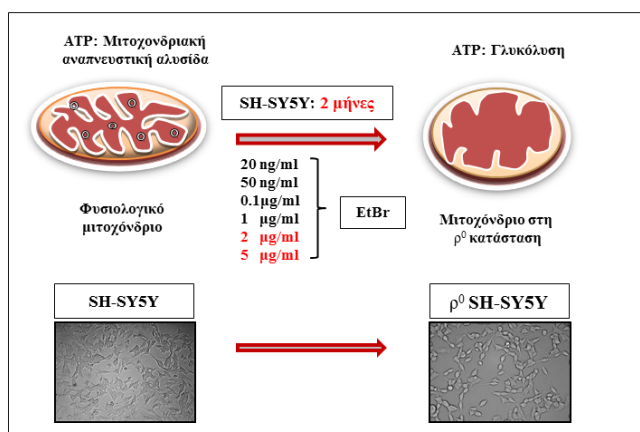 ATP: Μιτοχονδριακή
αναπνευστική αλυσίδα
ATP: Γλυκόλυση
SH-SY5Y: 2 μήνες
20 ng/ml
50 ng/ml
0.1μg/ml
1 μg/ml
2 μg/ml
5 μg/ml
EtBr
Φυσιολογικό
μιτοχόνδριο
Μιτοχόνδριο στη
ρ⁰ κατάσταση
SH-SY5Y
ρ⁰ SH-SY5Y